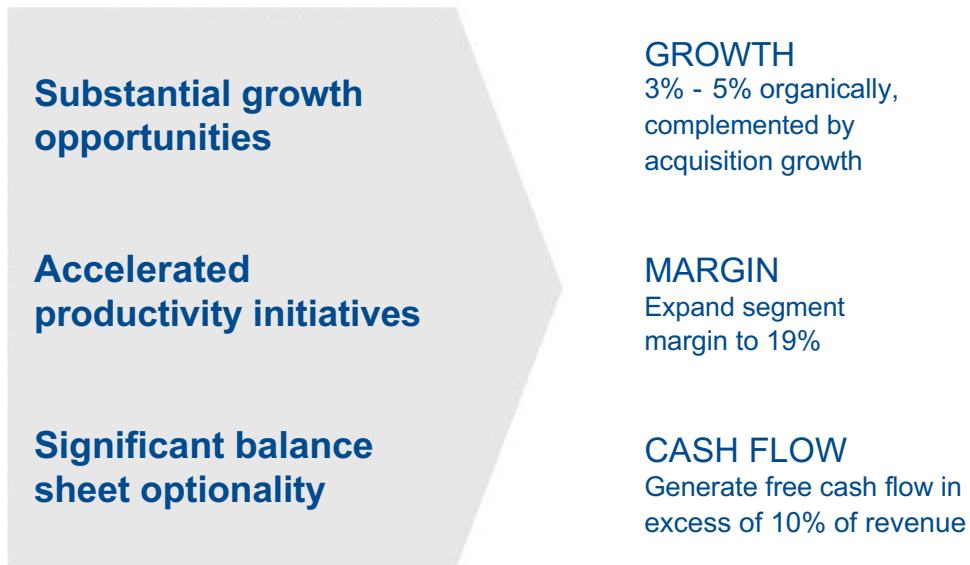 Substantial growth
opportunities
GROWTH
3% - 5% organically,
complemented by
acquisition growth
Accelerated
productivity initiatives
MARGIN
Expand segment
margin to 19%
Significant balance
sheet optionality
CASH FLOW
Generate free cash flow in
excess of 10% of revenue